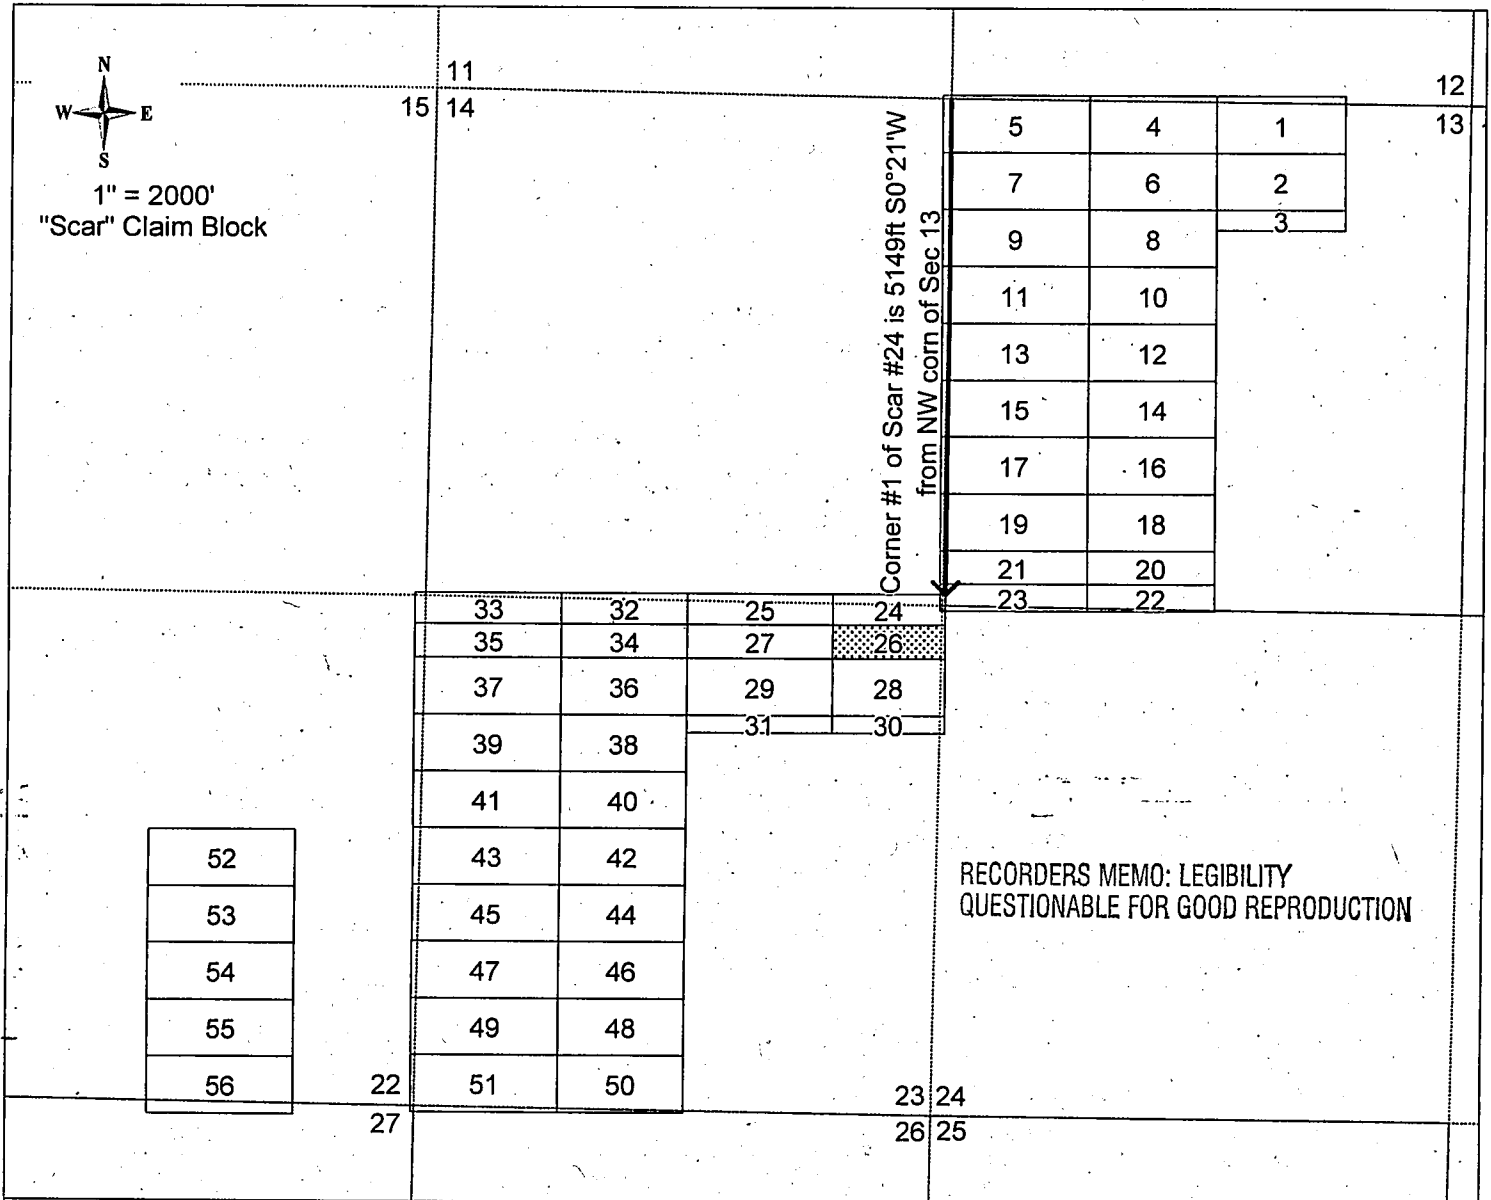 N
W E
S
1" = 2000'
"Scar" Claim Block
11
15 14
12
13
Corner #1 of Scar #24 is 5149ft S0°21'W
from NW corn of Sec 13
5 4 1
7 6 2
3
9 8
11 10
13 12
15 14
17 16
19 18
21 20
23 22
33 32 25 24
35 34 27 26
37 36 29 28
31 30
39 38
41 40
43 42
45 44
47 46
49 48
51 50
52
53
54
55
56
22
27
23 24
26 25
RECORDERS MEMO: LEGIBILITY
QUESTIONABLE FOR GOOD REPRODUCTION